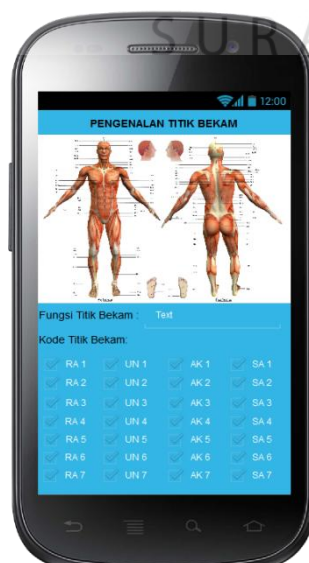 SURA
12:00
PENGENALAN TITIK BEKAM
Fungsi Titik Bekam : Text
Kode Titik Bekam:
RA 1 UN 1 AK 1 SA 1
RA 2 UN 2 AK 2 SA 2
RA 3 UN 3 AK 3 SA 3
RA 4 UN 4 AK 4 SA 4
RA 5 UN 5 AK 5 SA 5
RA 6 UN 6 AK 6 SA 6
RA 7 UN 7 AK 7 SA 7